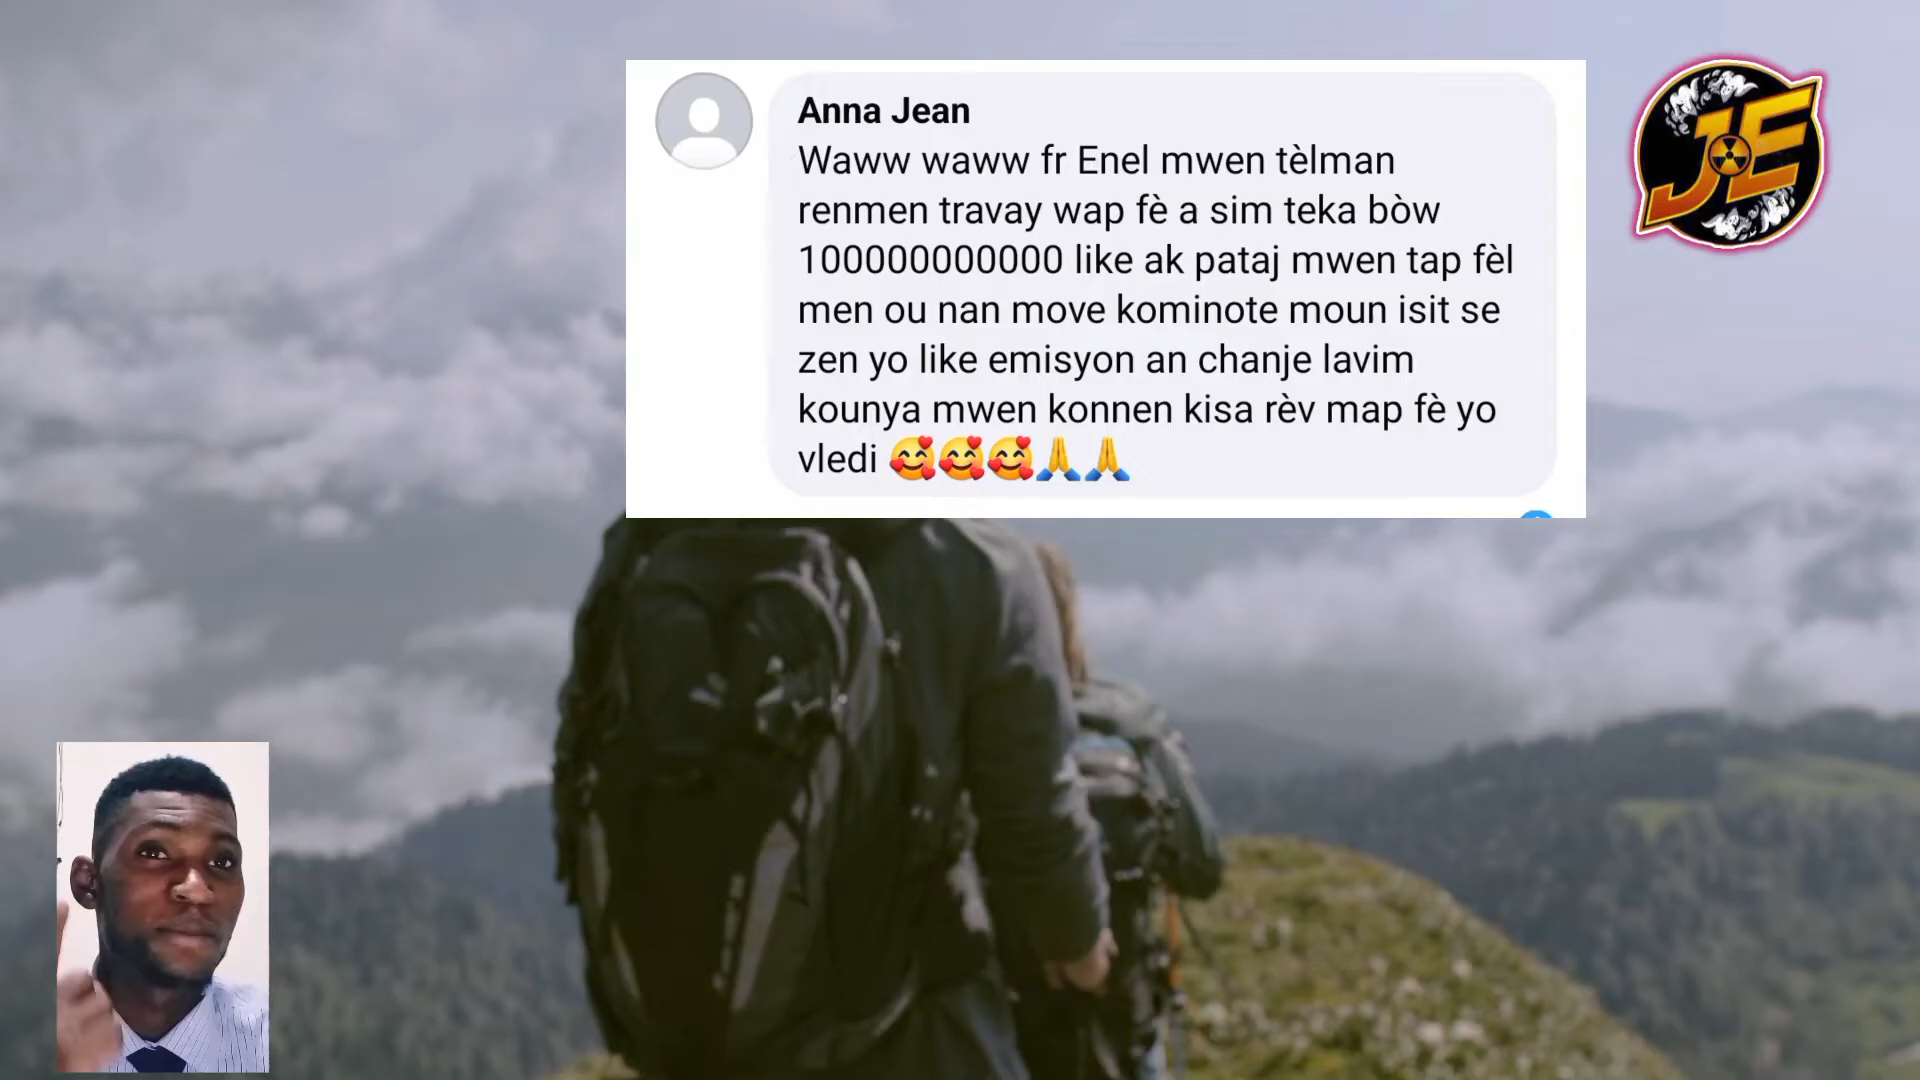 Anna Jean
Waww waww fr Enel mwen tèlman
renmen travay wap fè a sim teka bòw
100000000000 like ak pataj mwen tap fèl
men ou nan move kominote moun isit se
zen yo like emisyon an chanje lavim
kounya mwen konnen kisa rèv map fè yo
vledi 🥰🥰🥰🙏🙏
JE